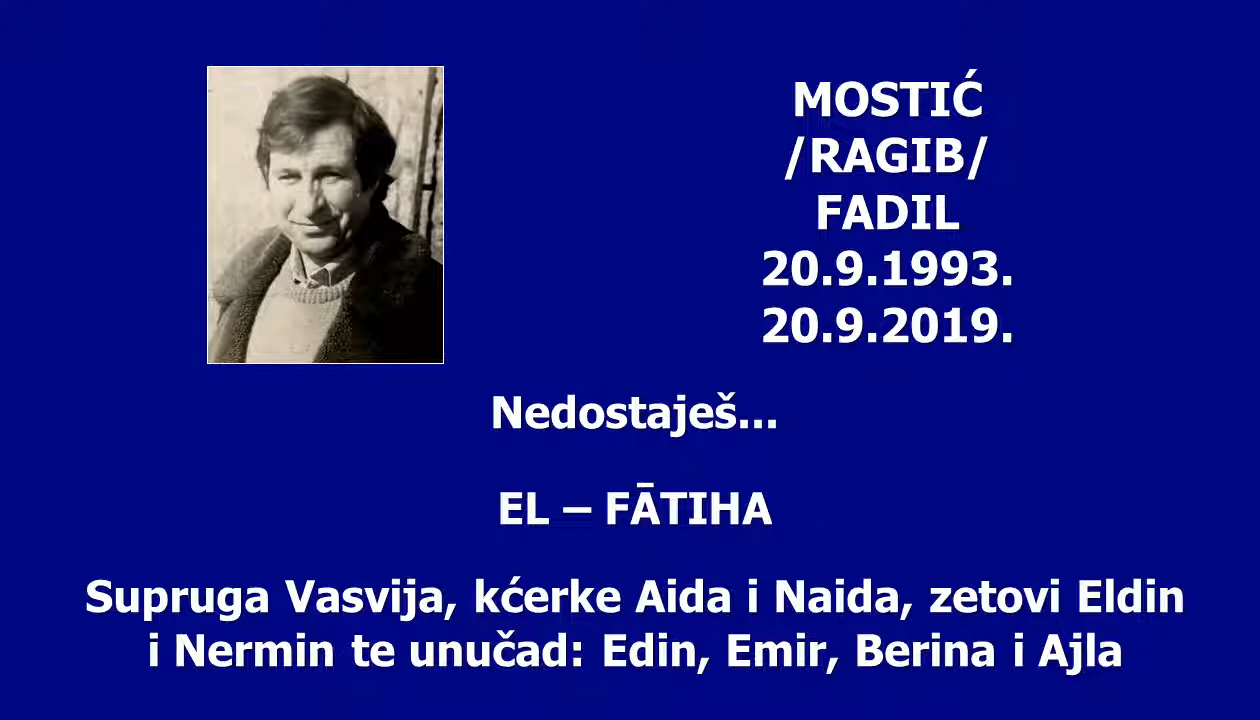 MOSTIĆ
/RAGIB/
FADIL
20.9.1993.
20.9.2019.
Nedostaješ...
EL – FĀTIHA
Supruga Vasvija, kćerke Aida i Naida, zetovi Eldin
i Nermin te unučad: Edin, Emir, Berina i Ajla